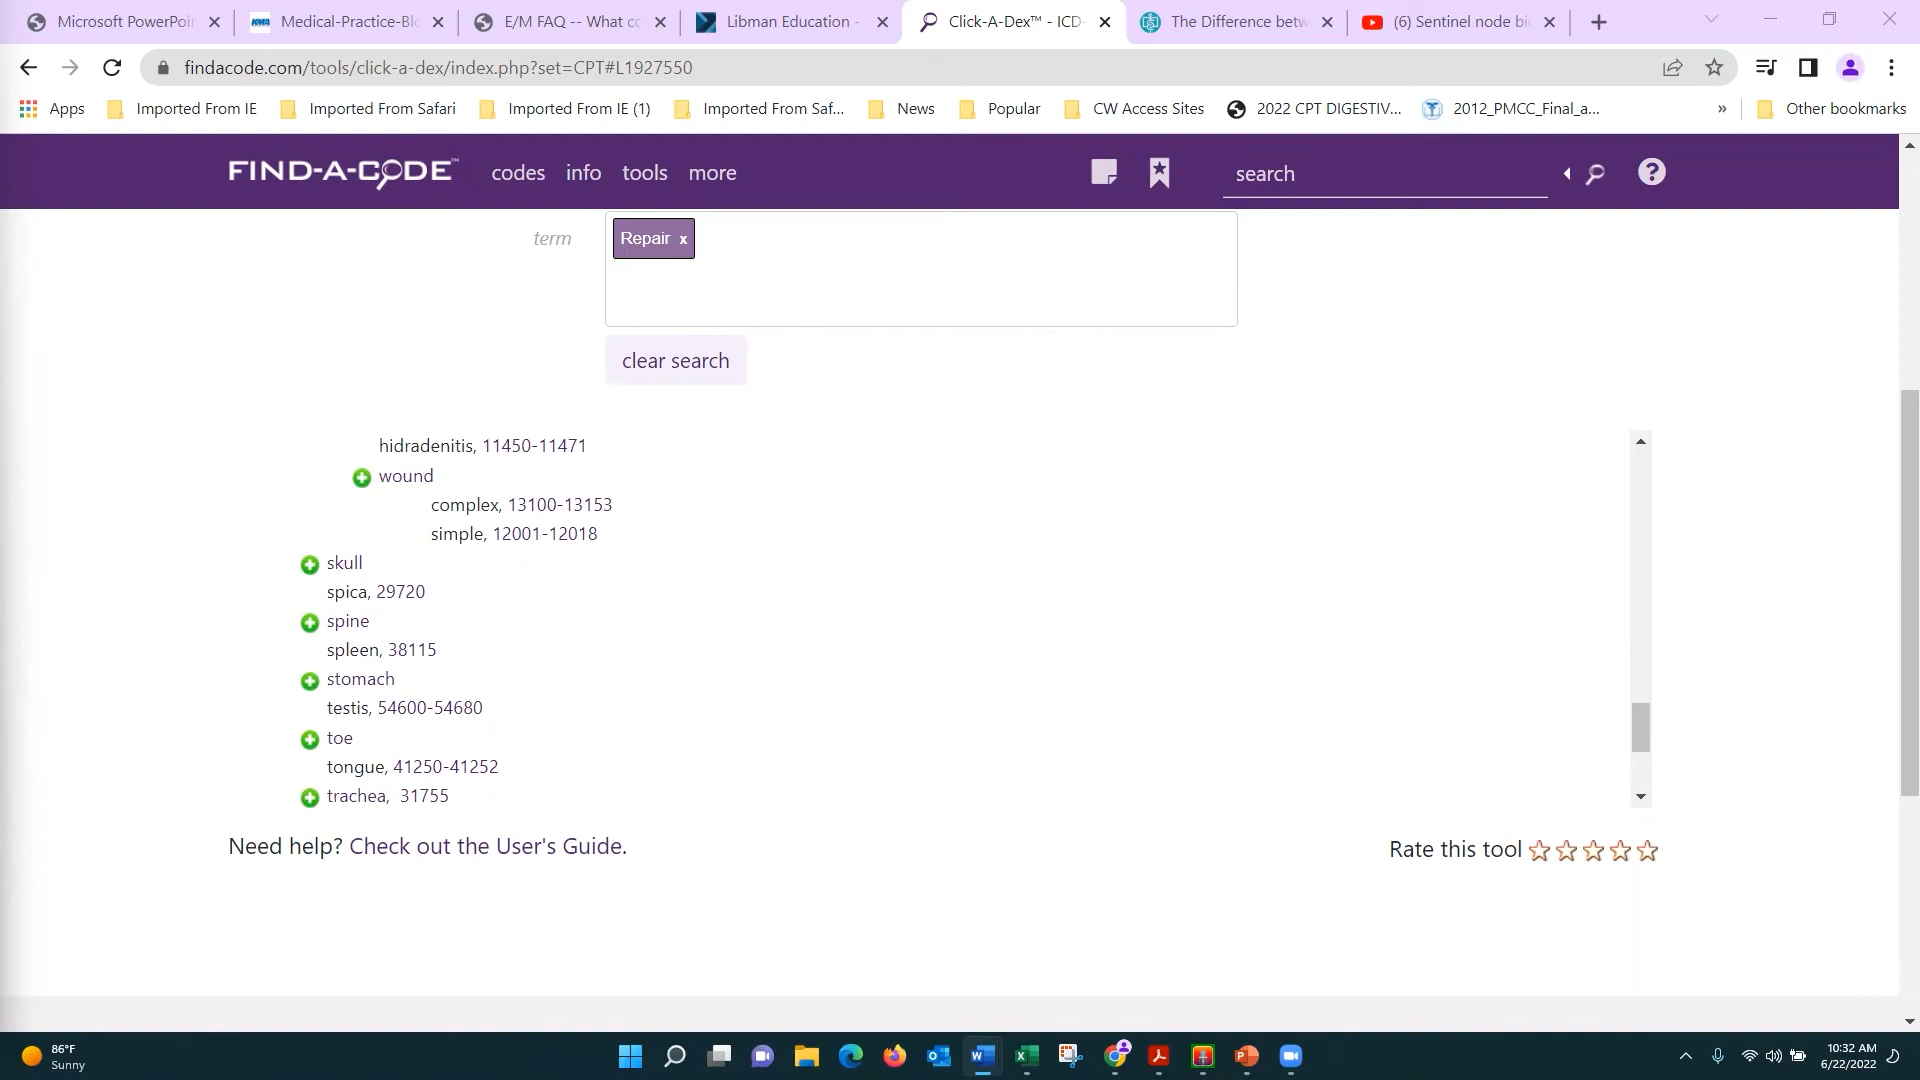 Microsoft PowerPoin
Medical-Practice-Blo
E/M FAQ -- What co
Libman Education -
Click-A-Dex™ - ICD-
The Difference betw
(6) Sentinel node bio
findacode.com/tools/click-a-dex/index.php?set=CPT#L1927550
Apps
Imported From IE
Imported From Safari
Imported From IE (1)
Imported From Saf...
News
Popular
CW Access Sites
2022 CPT DIGESTIV...
2012_PMCC_Final_a...
»
Other bookmarks
FIND-A-CODE™
codes
info
tools
more
search
?
term
Repair x
clear search
hidradenitis, 11450-11471
wound
complex, 13100-13153
simple, 12001-12018
skull
spica, 29720
spine
spleen, 38115
stomach
testis, 54600-54680
toe
tongue, 41250-41252
trachea, 31755
Need help? Check out the User's Guide.
Rate this tool
86°F
Sunny
10:32 AM
6/22/2022